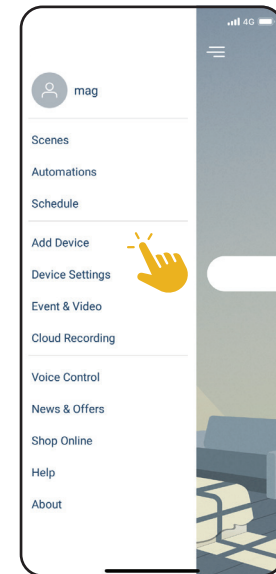 4G
mag
Scenes
Automations
Schedule
Add Device
Device Settings
Event & Video
Cloud Recording
Voice Control
News & Offers
Shop Online
Help
About